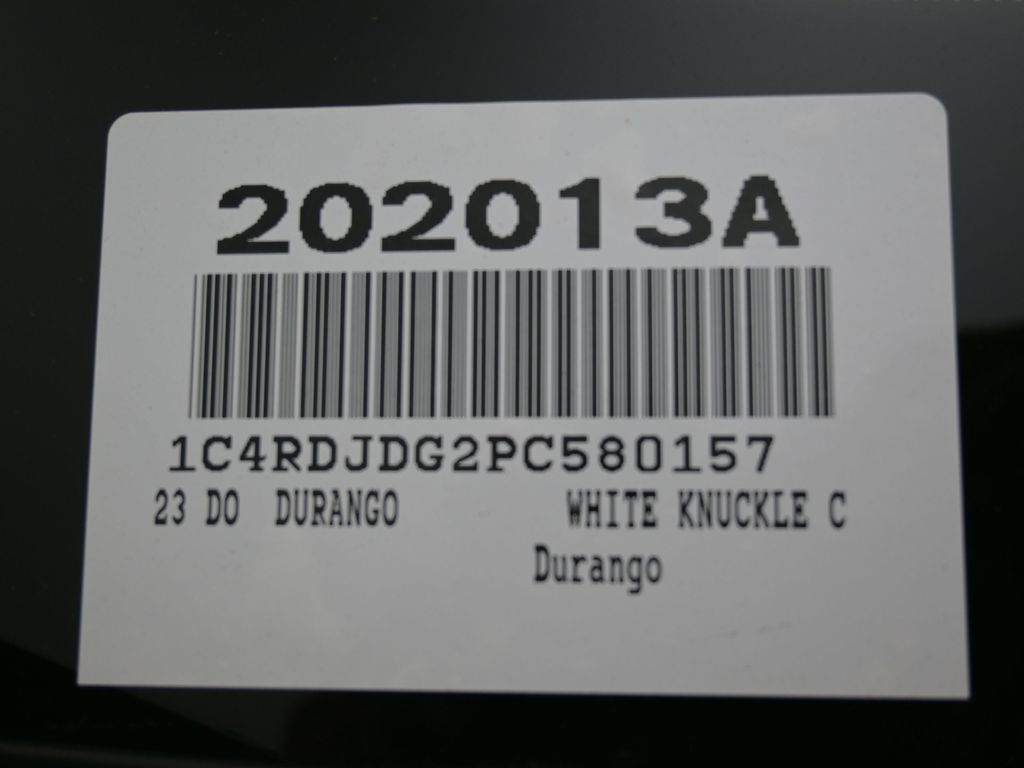 202013A
1C4RDJDG2PC580157
23 DO DURANGO WHITE KNUCKLE C
Durango